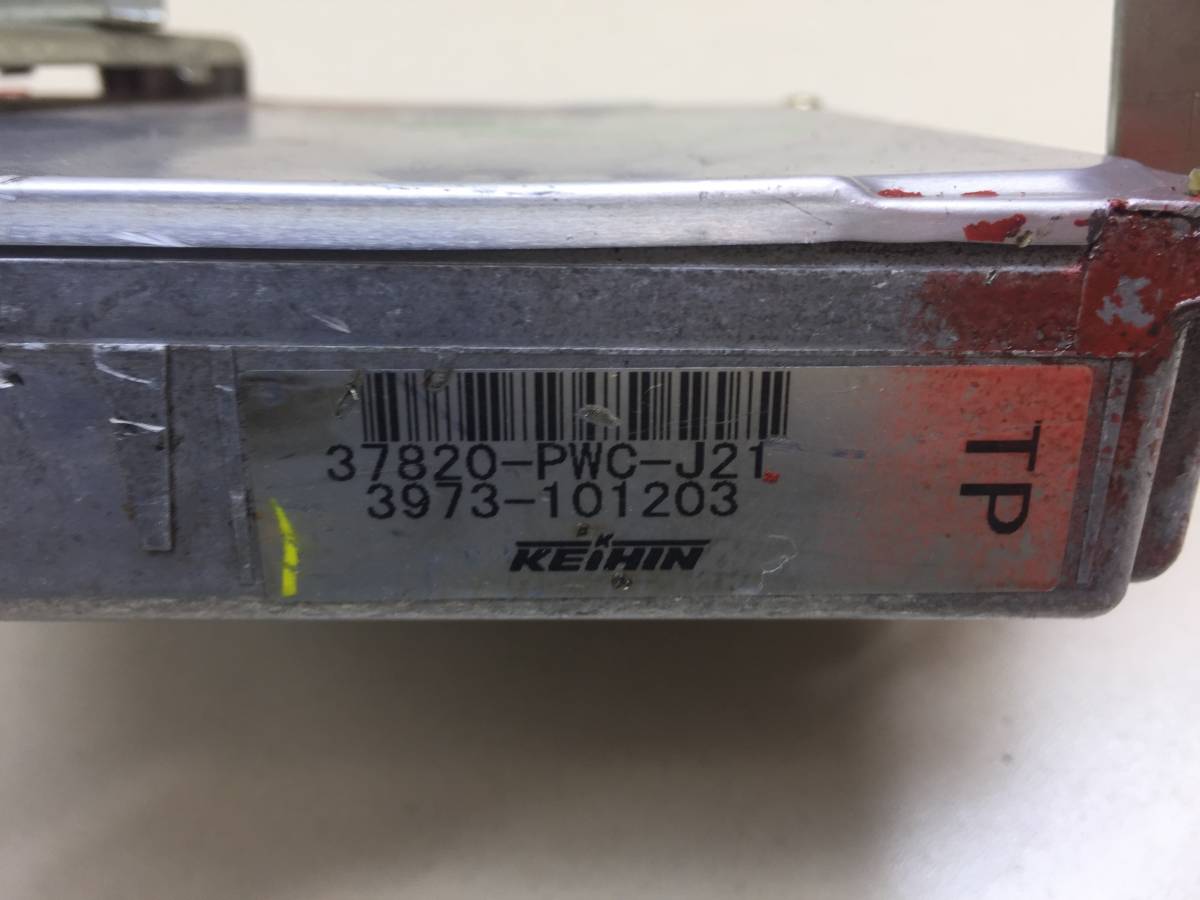 37820-PWC-J21
3973-101203
K
KEIHIN
TP